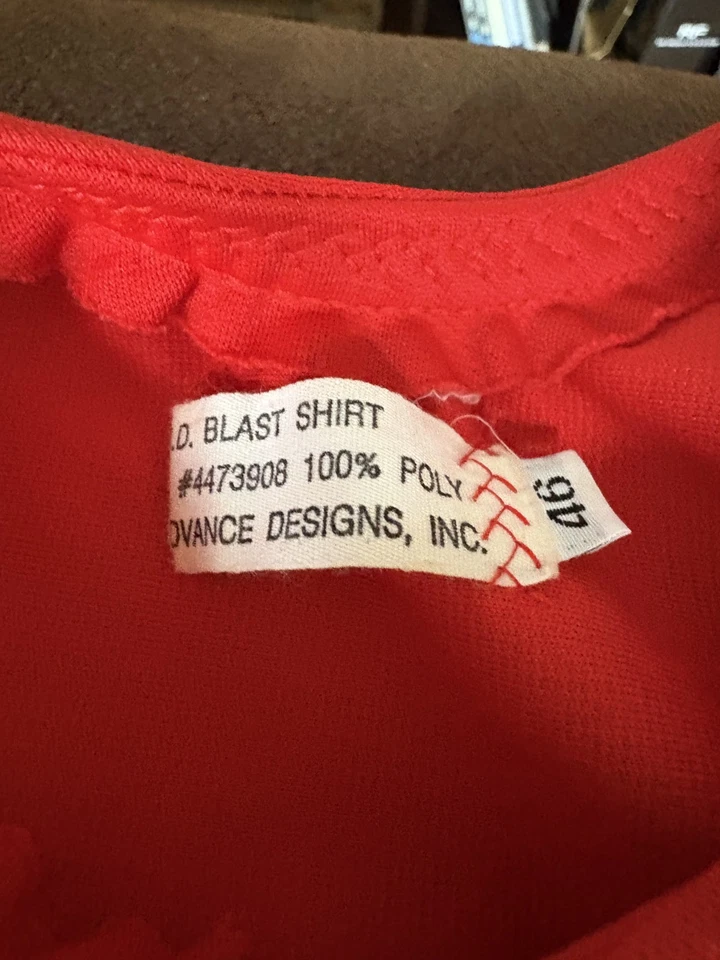 .D. BLAST SHIRT
#4473908 100% POLY
DVANCE DESIGNS, INC.
46